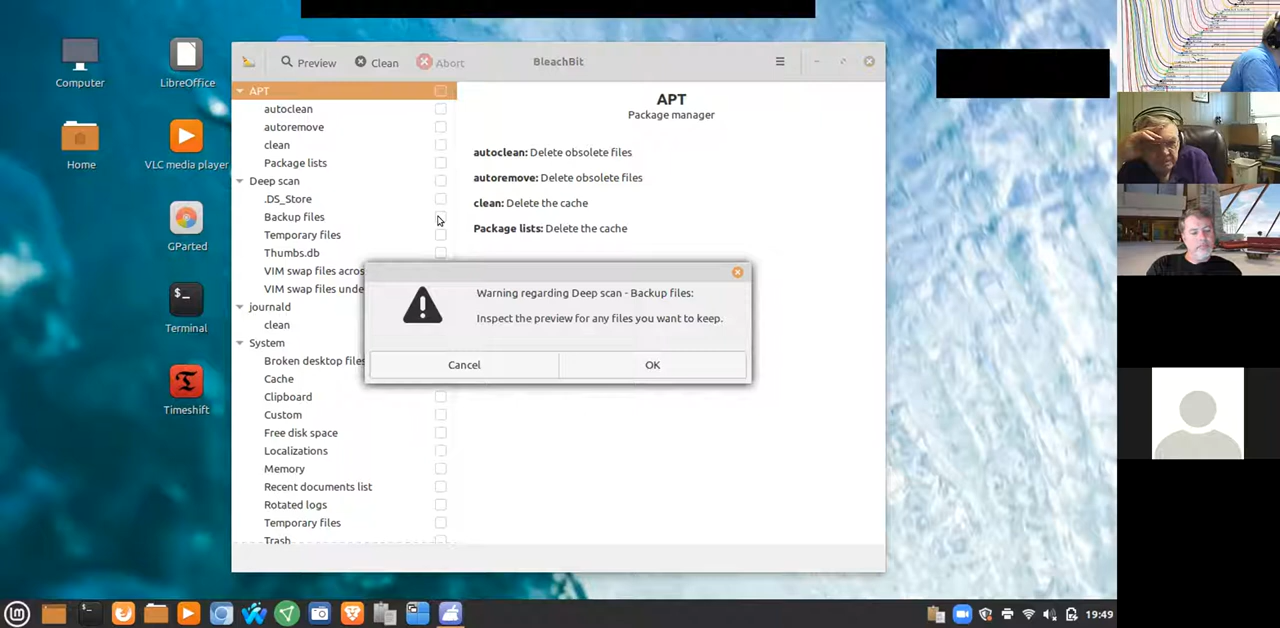 Computer
LibreOffice
Home
VLC media player
GParted
Terminal
Timeshift
Preview
Clean
Abort
BleachBit
APT
autoclean
autoremove
clean
Package lists
Deep scan
.DS_Store
Backup files
Temporary files
Thumbs.db
VIM swap files acros
VIM swap files unde
journald
clean
System
Broken desktop files
Cache
Clipboard
Custom
Free disk space
Localizations
Memory
Recent documents list
Rotated logs
Temporary files
Trash
APT
Package manager
autoclean: Delete obsolete files
autoremove: Delete obsolete files
clean: Delete the cache
Package lists: Delete the cache
Warning regarding Deep scan - Backup files:
Inspect the preview for any files you want to keep.
Cancel
OK
19:49